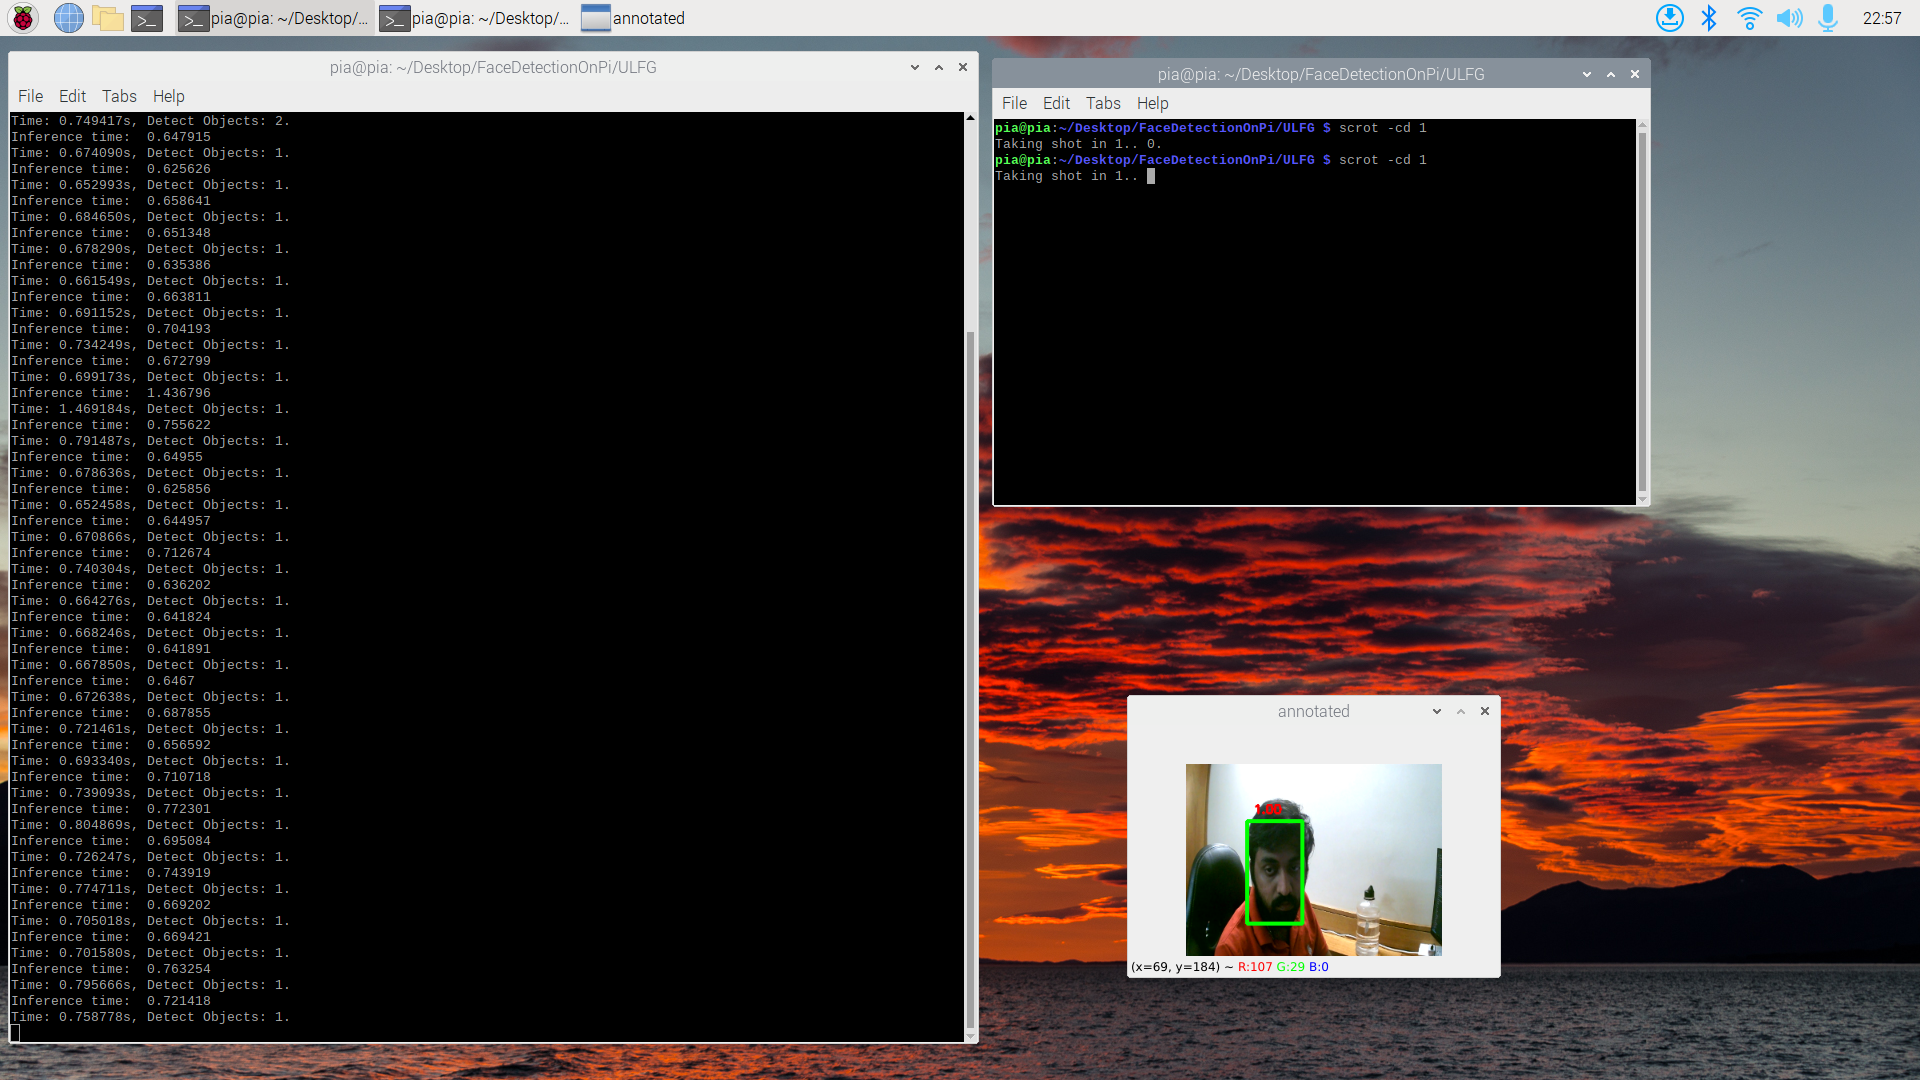 pia@pia: ~/Desktop/...
pia@pia: ~/Desktop/...
annotated
22:57
pia@pia: ~/Desktop/FaceDetectionOnPi/ULFG
File Edit Tabs Help
Time: 0.749417s, Detect Objects: 2.
Inference time:  0.647915
Time: 0.674090s, Detect Objects: 1.
Inference time:  0.625626
Time: 0.652993s, Detect Objects: 1.
Inference time:  0.658641
Time: 0.684650s, Detect Objects: 1.
Inference time:  0.651348
Time: 0.678290s, Detect Objects: 1.
Inference time:  0.635386
Time: 0.661549s, Detect Objects: 1.
Inference time:  0.663811
Time: 0.691152s, Detect Objects: 1.
Inference time:  0.704193
Time: 0.734249s, Detect Objects: 1.
Inference time:  0.672799
Time: 0.699173s, Detect Objects: 1.
Inference time:  1.436796
Time: 1.469184s, Detect Objects: 1.
Inference time:  0.755622
Time: 0.791487s, Detect Objects: 1.
Inference time:  0.64955
Time: 0.678636s, Detect Objects: 1.
Inference time:  0.625856
Time: 0.652458s, Detect Objects: 1.
Inference time:  0.644957
Time: 0.670866s, Detect Objects: 1.
Inference time:  0.712674
Time: 0.740304s, Detect Objects: 1.
Inference time:  0.636202
Time: 0.664276s, Detect Objects: 1.
Inference time:  0.641824
Time: 0.668246s, Detect Objects: 1.
Inference time:  0.641891
Time: 0.667850s, Detect Objects: 1.
Inference time:  0.6467
Time: 0.672638s, Detect Objects: 1.
Inference time:  0.687855
Time: 0.721461s, Detect Objects: 1.
Inference time:  0.656592
Time: 0.693340s, Detect Objects: 1.
Inference time:  0.710718
Time: 0.739093s, Detect Objects: 1.
Inference time:  0.772301
Time: 0.804869s, Detect Objects: 1.
Inference time:  0.695084
Time: 0.726247s, Detect Objects: 1.
Inference time:  0.743919
Time: 0.774711s, Detect Objects: 1.
Inference time:  0.669202
Time: 0.705018s, Detect Objects: 1.
Inference time:  0.669421
Time: 0.701580s, Detect Objects: 1.
Inference time:  0.763254
Time: 0.795666s, Detect Objects: 1.
Inference time:  0.721418
Time: 0.758778s, Detect Objects: 1.
pia@pia: ~/Desktop/FaceDetectionOnPi/ULFG
File Edit Tabs Help
pia@pia:~/Desktop/FaceDetectionOnPi/ULFG $ scrot -cd 1
Taking shot in 1.. 0.
pia@pia:~/Desktop/FaceDetectionOnPi/ULFG $ scrot -cd 1
Taking shot in 1..
annotated
1.00
(x=69, y=184) ~ R:107 G:29 B:0